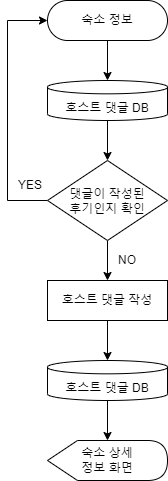 숙소 정보
호스트 댓글 DB
댓글이 작성된
후기인지 확인
YES
NO
호스트 댓글 작성
호스트 댓글 DB
숙소 상세
정보 화면